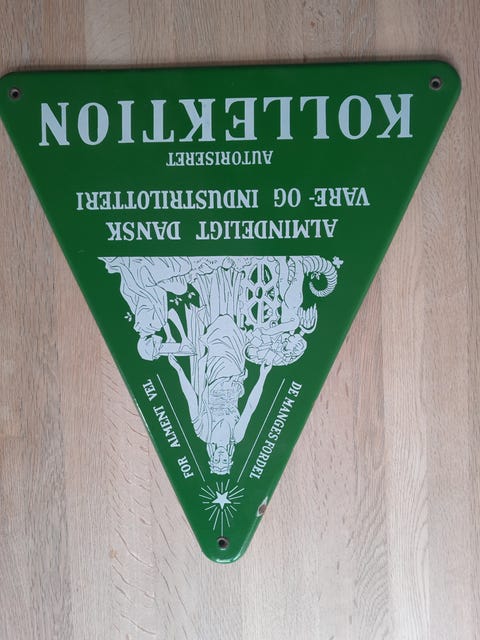 FOR ALMENT VEL
DE MANGES FORDEL
ALMINDELIGT DANSK
VARE- OG INDUSTRILOTTERI
AUTORISERET
KOLLEKTION